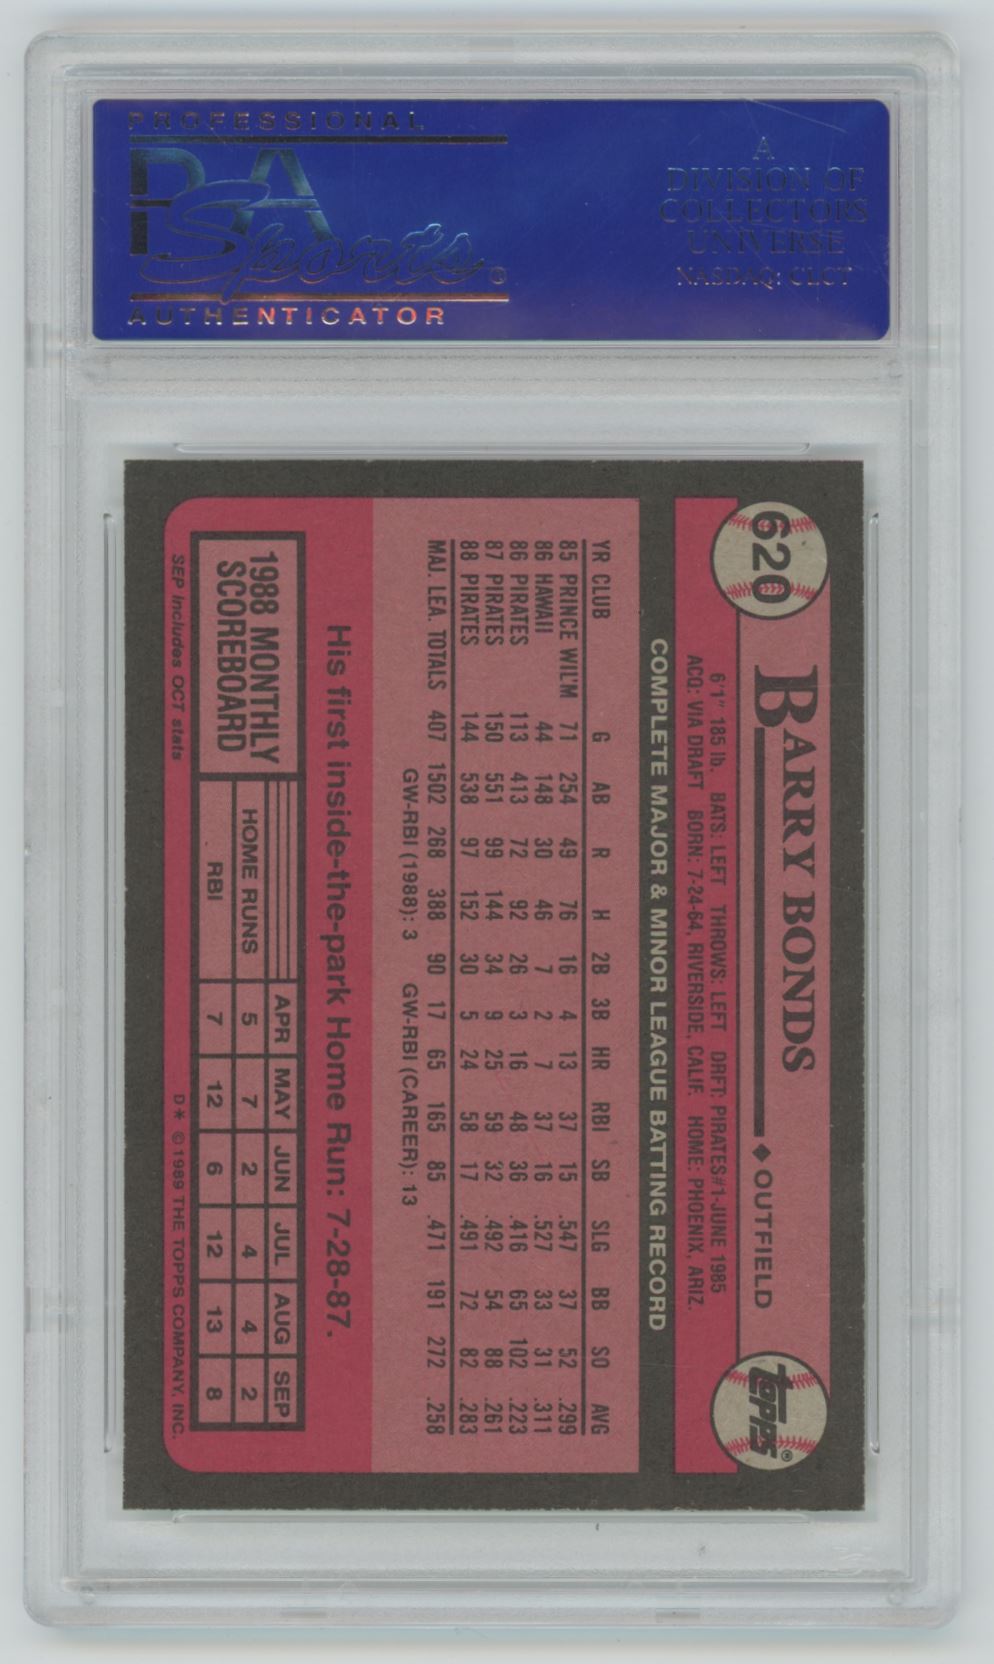 PROFESSIONAL
PSA
Sports®
AUTHENTICATOR
A
DIVISION OF
COLLECTORS
UNIVERSE
NASDAQ: CLCT
620
BARRY BONDS
◆ OUTFIELD
Topps®
6'1" 185 lb. BATS: LEFT THROWS: LEFT DRFT: PIRATES#1-JUNE 1985
ACQ: VIA DRAFT BORN: 7-24-64, RIVERSIDE, CALIF. HOME: PHOENIX, ARIZ.
COMPLETE MAJOR & MINOR LEAGUE BATTING RECORD
YR CLUB G AB R H 2B 3B HR RBI SB SLG BB SO AVG
85 PRINCE WIL'M 71 254 49 76 16 4 13 37 15 .547 37 52 .299
86 HAWAII 44 148 30 46 7 2 7 37 16 .527 33 31 .311
86 PIRATES 113 413 72 92 26 3 16 48 36 .416 65 102 .223
87 PIRATES 150 551 99 144 34 9 25 59 32 .492 54 88 .261
88 PIRATES 144 538 97 152 30 5 24 58 17 .491 72 82 .283
MAJ. LEA. TOTALS 407 1502 268 388 90 17 65 165 85 .471 191 272 .258
GW-RBI (1988): 3 GW-RBI (CAREER): 13
His first inside-the-park Home Run: 7-28-87.
1988 MONTHLY
SCOREBOARD
APR MAY JUN JUL AUG SEP
HOME RUNS 5 7 2 4 4 2
RBI 7 12 6 12 13 8
SEP includes OCT stats D* ©1989 THE TOPPS COMPANY, INC.